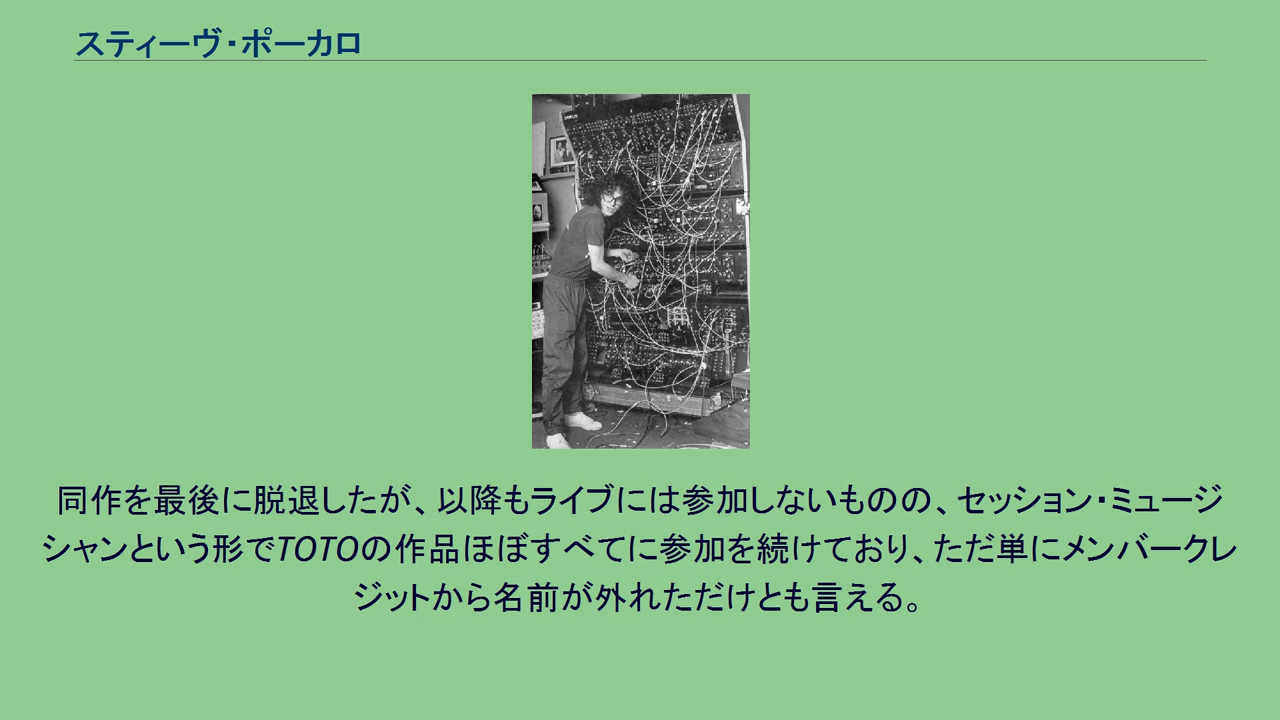 スティーヴ・ポーカロ
同作を最後に脱退したが、以降もライブには参加しないものの、セッション・ミュージ
シャンという形でTOTOの作品ほぼすべてに参加を続けており、ただ単にメンバークレ
ジットから名前が外れただけとも言える。